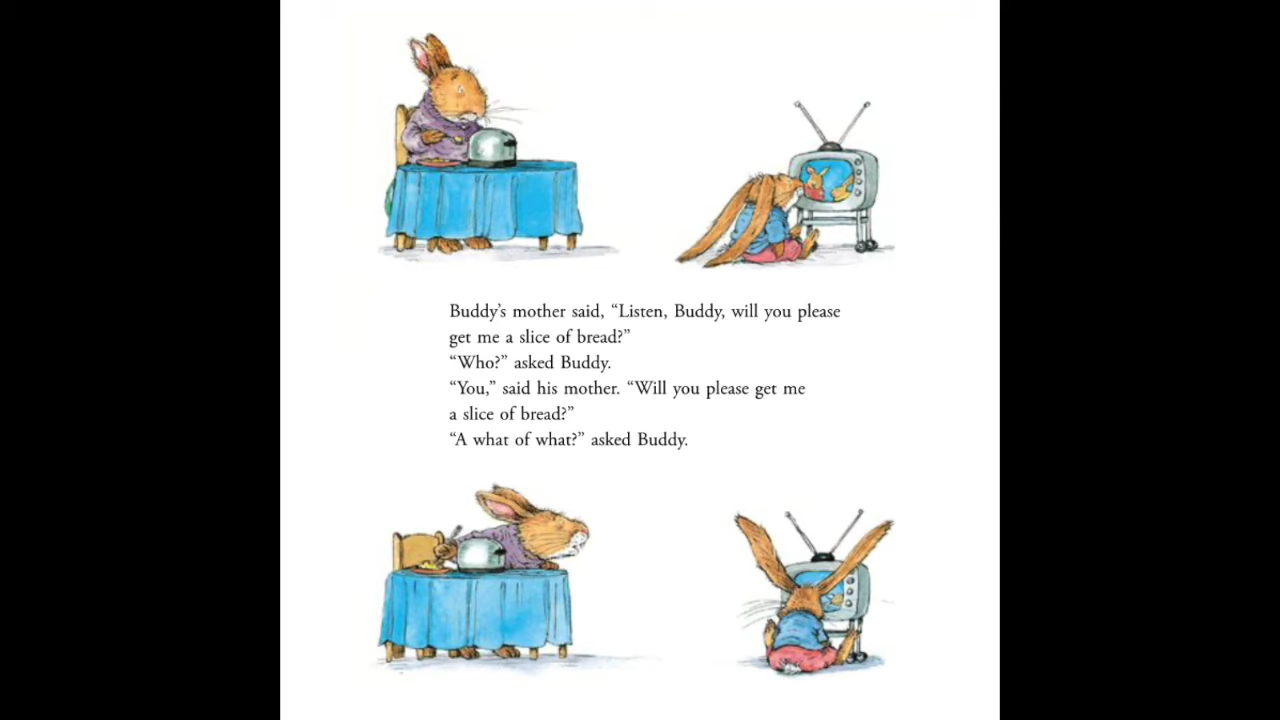 Buddy’s mother said, “Listen, Buddy, will you please
get me a slice of bread?”
“Who?” asked Buddy.
“You,” said his mother. “Will you please get me
a slice of bread?”
“A what of what?” asked Buddy.